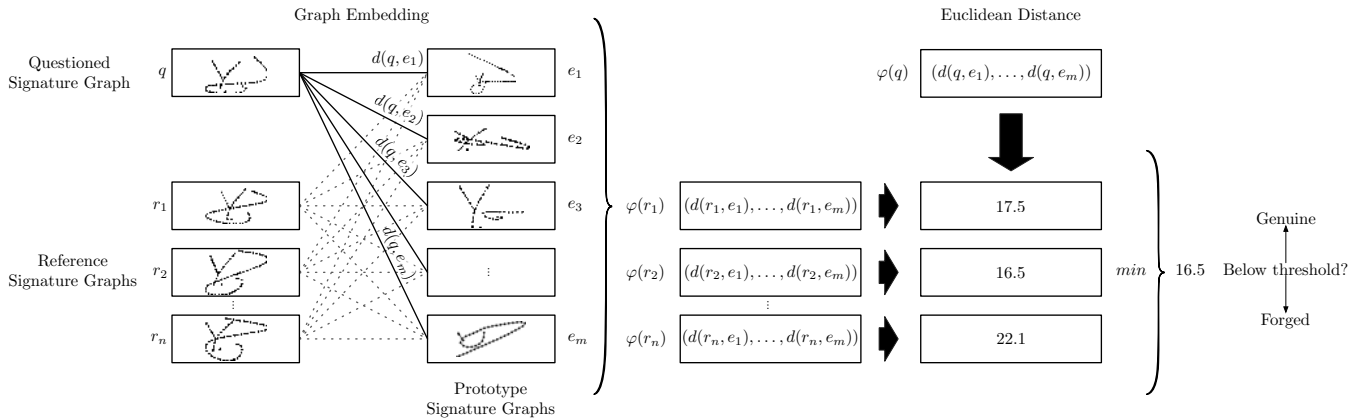 Graph Embedding
Euclidean Distance
Questioned
Signature Graph
q
d(q, e₁)
e₁
φ(q)
(d(q, e₁), …, d(q, eₘ))
d(q, e₂)
e₂
d(q, e₃)
r₁
e₃
φ(r₁)
(d(r₁, e₁), …, d(r₁, eₘ))
17.5
Genuine
Reference
Signature Graphs
r₂
d(q, eₘ)
⋮
φ(r₂)
(d(r₂, e₁), …, d(r₂, eₘ))
16.5
min
16.5
Below threshold?
⋮
⋮
rₙ
eₘ
φ(rₙ)
(d(rₙ, e₁), …, d(rₙ, eₘ))
22.1
Forged
Prototype
Signature Graphs